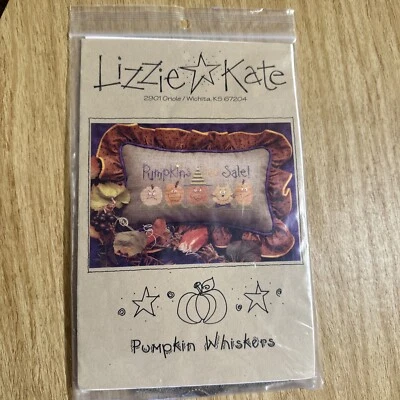 Lizzie Kate
2901 Oriole / Wichita, KS 67204
Pumpkins Sale!
Pumpkin Whiskers